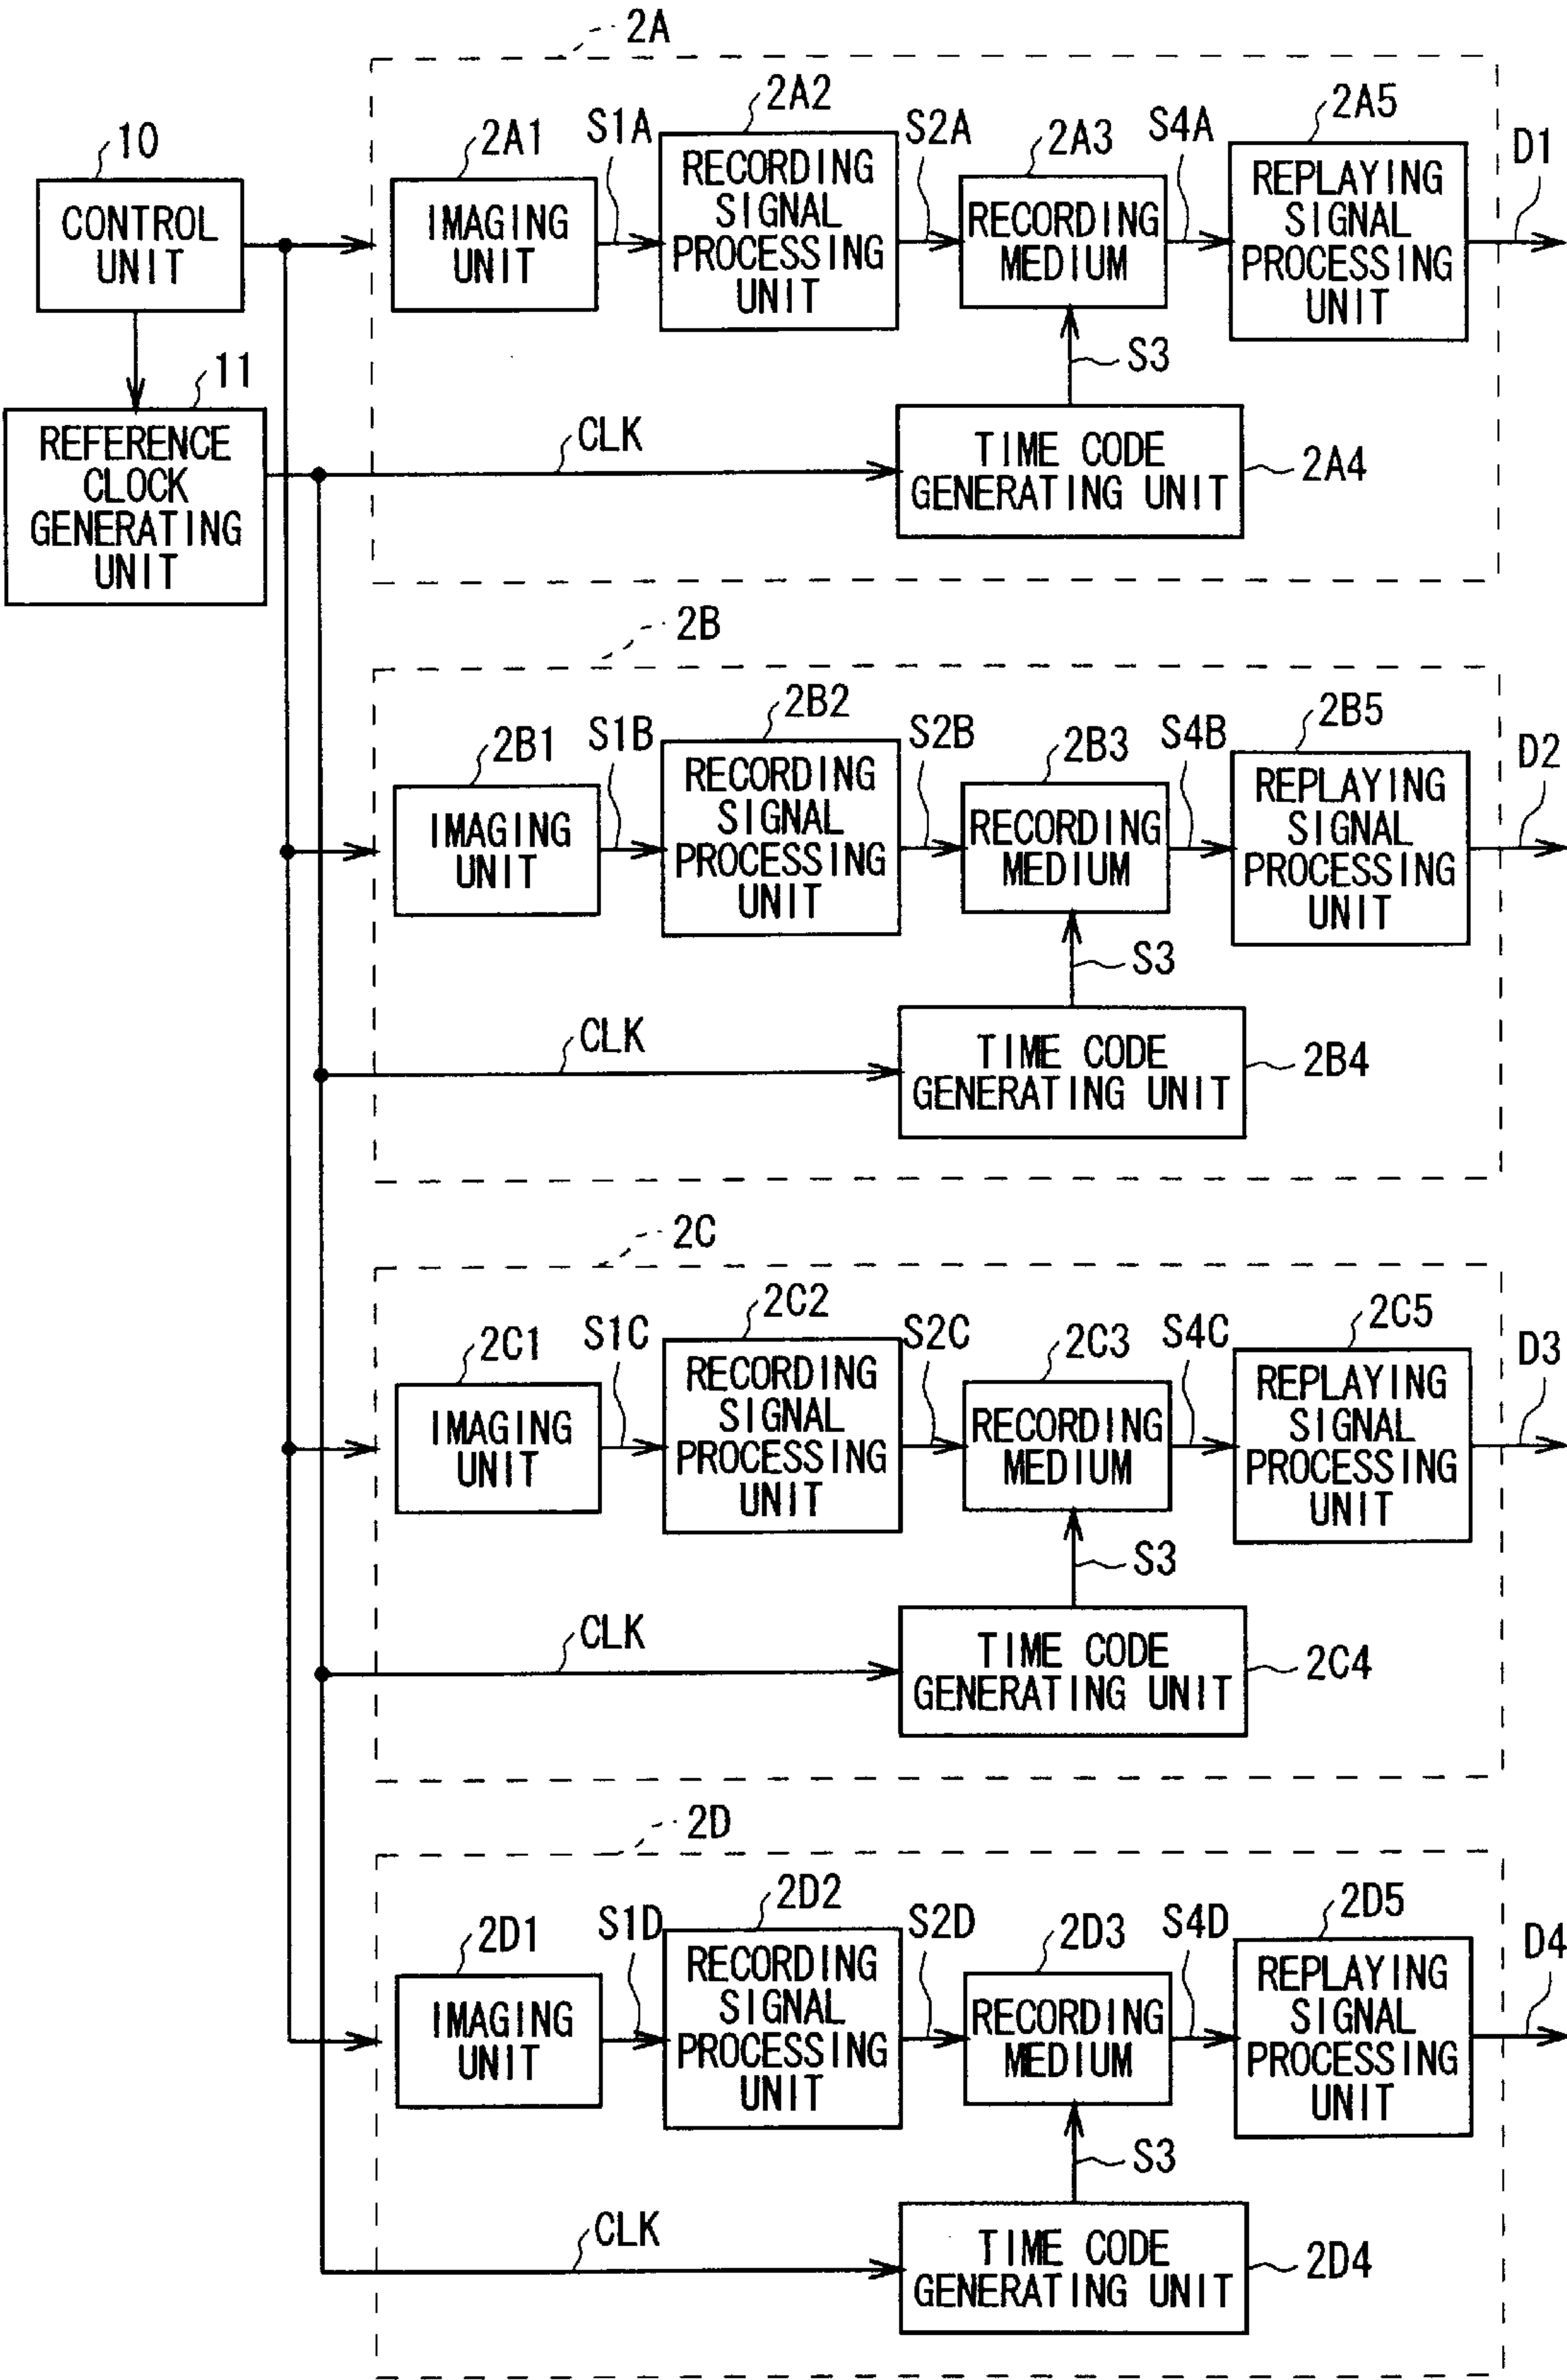 2A
10
CONTROL
UNIT
11
REFERENCE
CLOCK
GENERATING
UNIT
2A1
IMAGING
UNIT
S1A
2A2
RECORDING
SIGNAL
PROCESSING
UNIT
S2A
2A3
RECORDING
MEDIUM
S4A
2A5
REPLAYING
SIGNAL
PROCESSING
UNIT
D1
S3
CLK
TIME CODE
GENERATING UNIT
2A4
2B
2B1
IMAGING
UNIT
S1B
2B2
RECORDING
SIGNAL
PROCESSING
UNIT
S2B
2B3
RECORDING
MEDIUM
S4B
2B5
REPLAYING
SIGNAL
PROCESSING
UNIT
D2
S3
CLK
TIME CODE
GENERATING UNIT
2B4
2C
2C1
IMAGING
UNIT
S1C
2C2
RECORDING
SIGNAL
PROCESSING
UNIT
S2C
2C3
RECORDING
MEDIUM
S4C
2C5
REPLAYING
SIGNAL
PROCESSING
UNIT
D3
S3
CLK
TIME CODE
GENERATING UNIT
2C4
2D
2D1
IMAGING
UNIT
S1D
2D2
RECORDING
SIGNAL
PROCESSING
UNIT
S2D
2D3
RECORDING
MEDIUM
S4D
2D5
REPLAYING
SIGNAL
PROCESSING
UNIT
D4
S3
CLK
TIME CODE
GENERATING UNIT
2D4